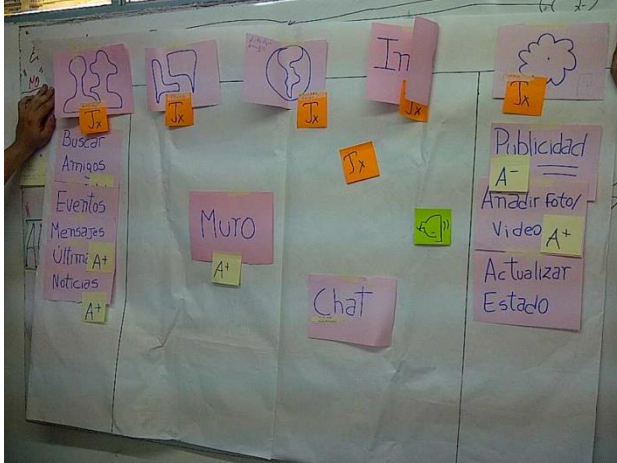 In
Jx
Jx
Jx
Jx
Jx
Jx
Buscar
Amigos
Eventos
Mensajes
Última
A+
Noticias
A+
Muro
A+
Chat
Publicidad
A-
Añadir Foto/
Video
A+
Actualizar
Estado